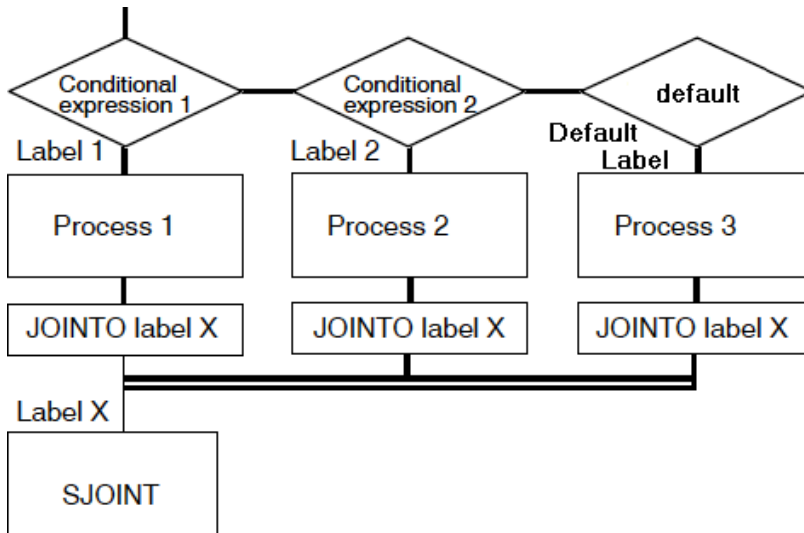 Conditional
expression 1
Conditional
expression 2
default
Label 1
Label 2
Default
Label
Process 1
Process 2
Process 3
JOINTO label X
JOINTO label X
JOINTO label X
Label X
SJOINT